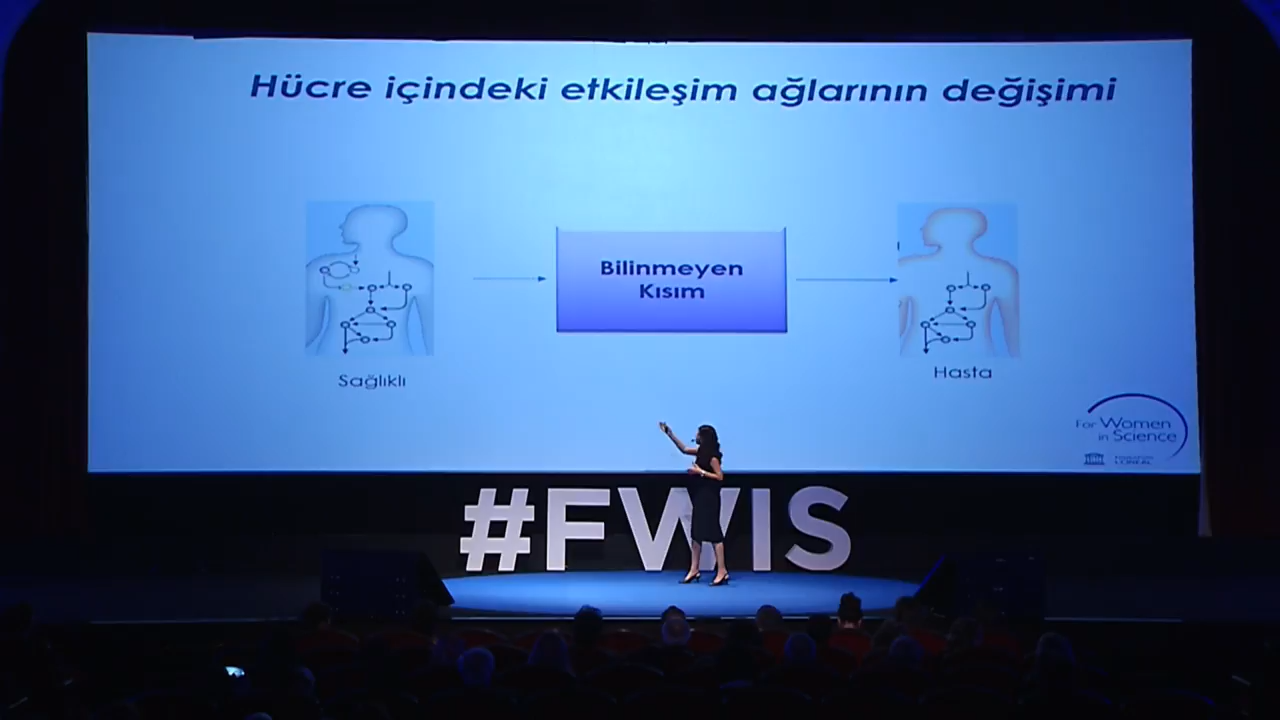 Hücre içindeki etkileşim ağlarının değişimi
Bilinmeyen
Kısım
Sağlıklı
Hasta
For Women
in Science
#FWIS